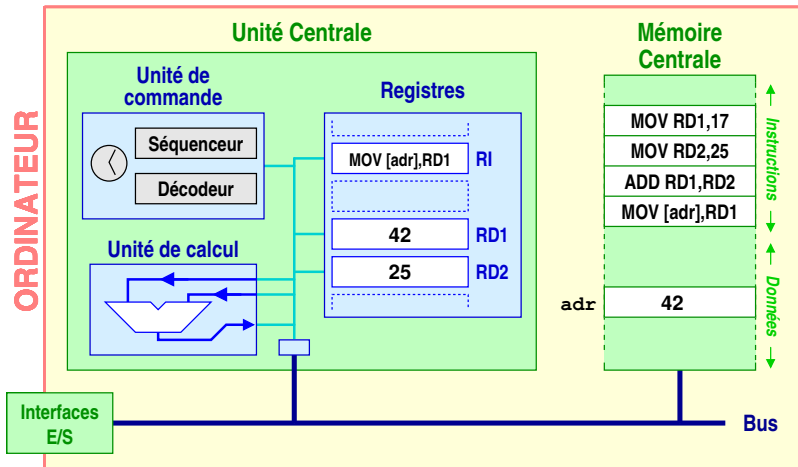 ORDINATEUR
Unité Centrale
Unité de
commande
Séquenceur
Décodeur
Unité de calcul
Registres
MOV [adr],RD1
RI
42
RD1
25
RD2
Mémoire
Centrale
MOV RD1,17
MOV RD2,25
ADD RD1,RD2
MOV [adr],RD1
Instructions
adr
42
Données
Interfaces
E/S
Bus